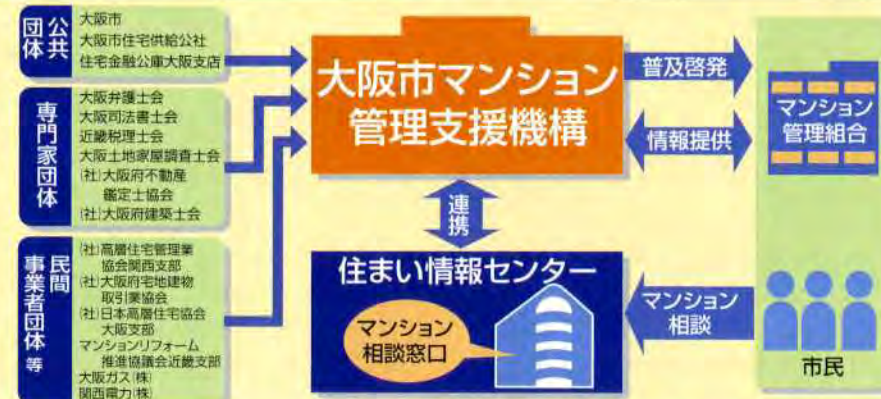 公共
団体
大阪市
大阪市住宅供給公社
住宅金融公庫大阪支店
専門家団体
大阪弁護士会
大阪司法書士会
近畿税理士会
大阪土地家屋調査士会
(社)大阪府不動産
鑑定士協会
(社)大阪府建築士会
民間
事業者団体 等
(社)高層住宅管理業
協会関西支部
(社)大阪府宅地建物
取引業協会
(社)日本高層住宅協会
大阪支部
マンションリフォーム
推進協議会近畿支部
大阪ガス(株)
関西電力(株)
大阪市マンション
管理支援機構
連携
住まい情報センター
マンション
相談窓口
普及啓発
情報提供
マンション
相談
マンション
管理組合
市民